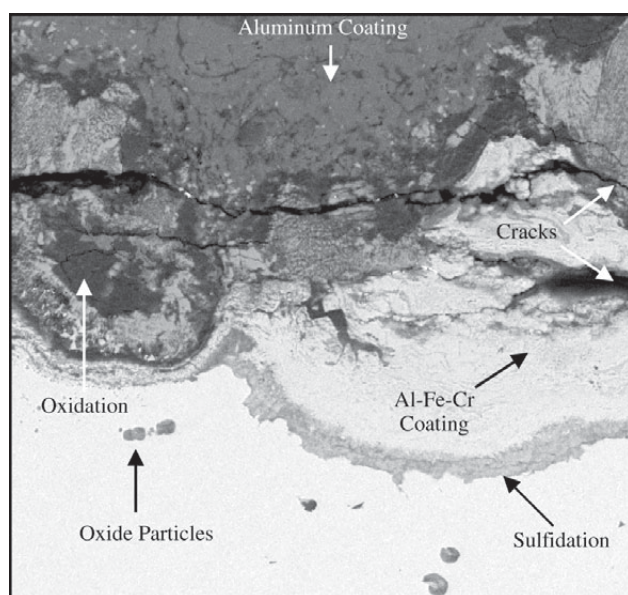 Aluminum Coating
Cracks
Oxidation
Al-Fe-Cr
Coating
Oxide Particles
Sulfidation